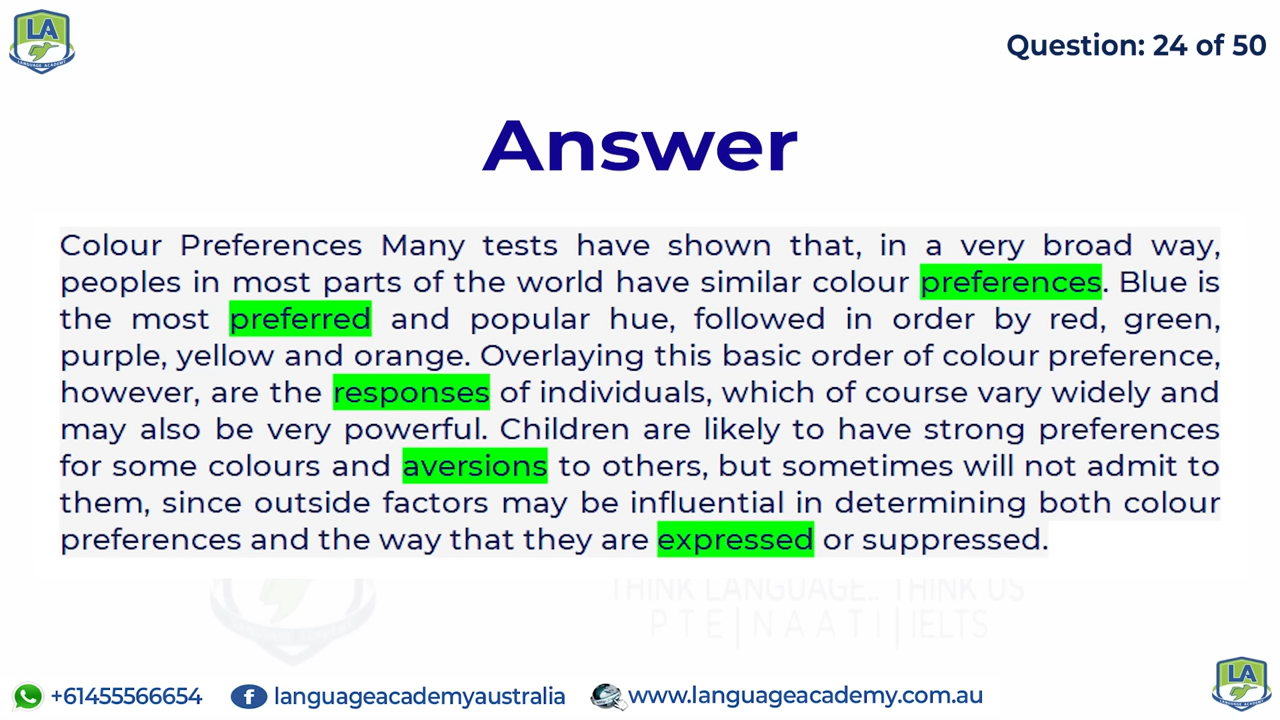 LA
LANGUAGE ACADEMY
Question: 24 of 50
Answer
Colour Preferences Many tests have shown that, in a very broad way,
peoples in most parts of the world have similar colour preferences. Blue is
the most preferred and popular hue, followed in order by red, green,
purple, yellow and orange. Overlaying this basic order of colour preference,
however, are the responses of individuals, which of course vary widely and
may also be very powerful. Children are likely to have strong preferences
for some colours and aversions to others, but sometimes will not admit to
them, since outside factors may be influential in determining both colour
preferences and the way that they are expressed or suppressed.
THINK LANGUAGE.. THINK US
PTE|NAATI|IELTS
+61455566654 languageacademyaustralia www.languageacademy.com.au
LA